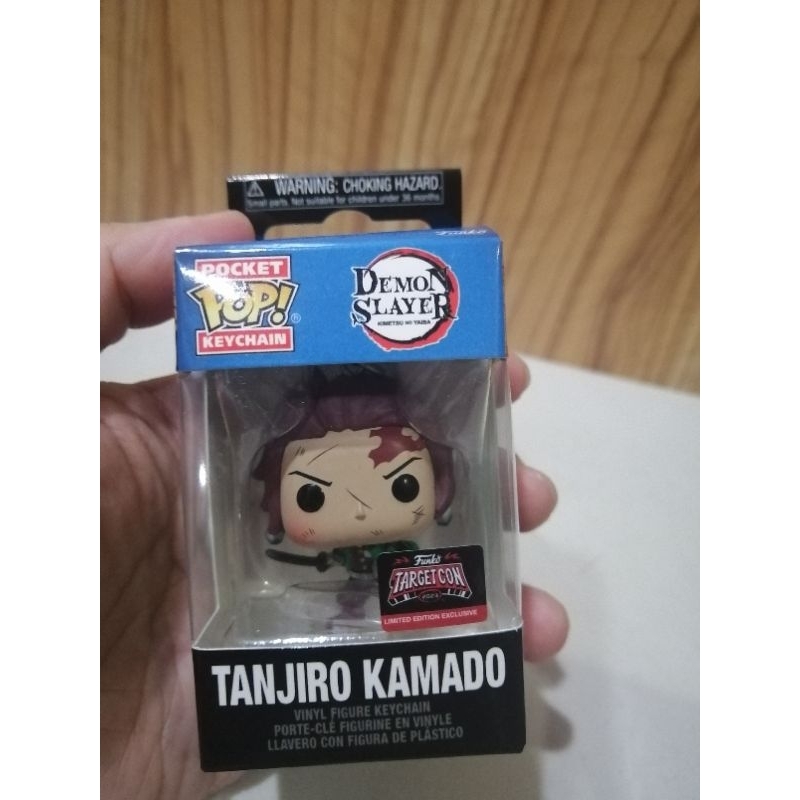 WARNING: CHOKING HAZARD.
Small parts. Not suitable for children under 36 months.
Funko
POCKET
POP!®
KEYCHAIN
DEMON
SLAYER
KIMETSU NO YAIBA
Funko
TARGETCON
LIMITED EDITION EXCLUSIVE
TANJIRO KAMADO
VINYL FIGURE KEYCHAIN
PORTE-CLÉ FIGURINE EN VINYLE
LLAVERO CON FIGURA DE PLÁSTICO